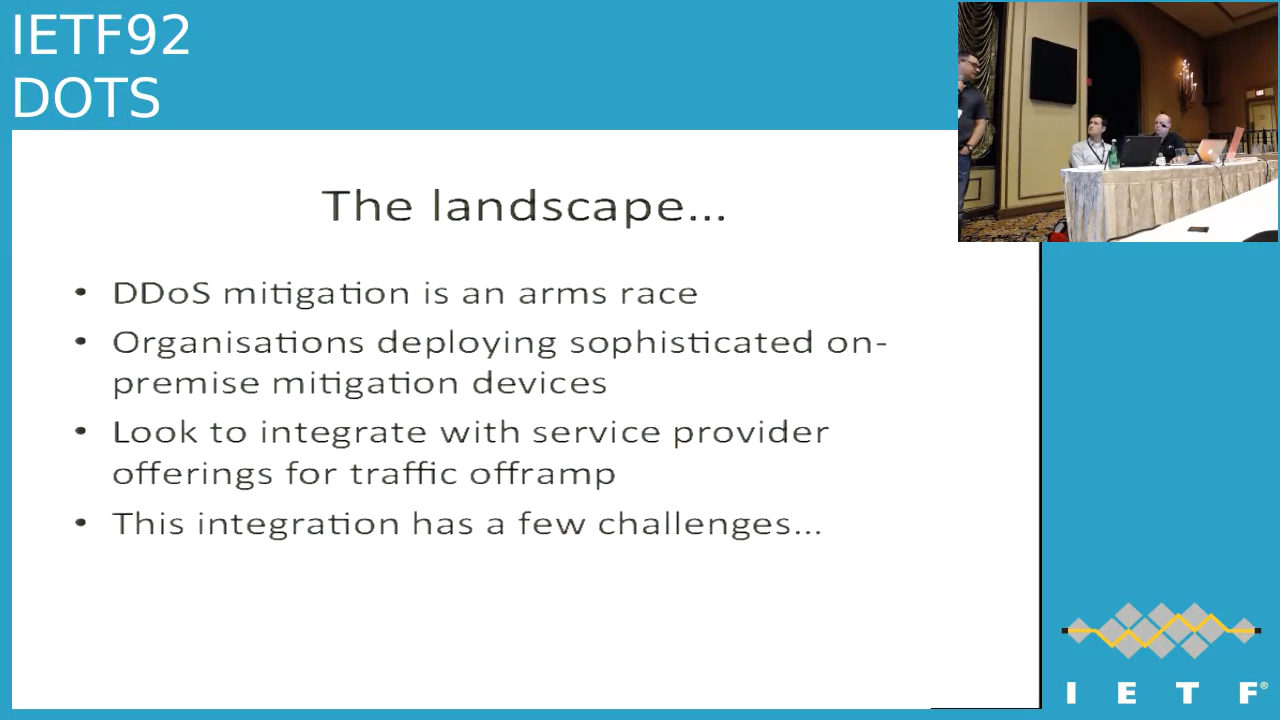 IETF92
DOTS
The landscape...
• DDoS mitigation is an arms race
• Organisations deploying sophisticated on-
premise mitigation devices
• Look to integrate with service provider
offerings for traffic offramp
• This integration has a few challenges...
I E T F®